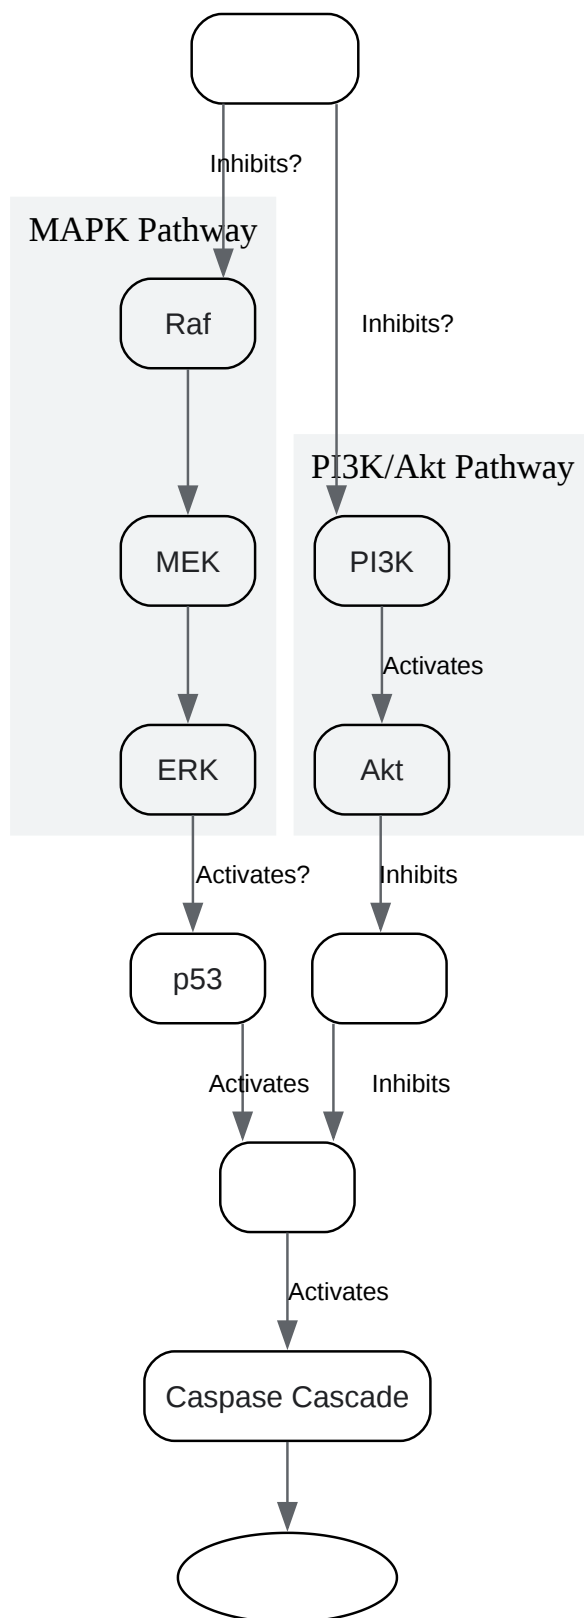 Inhibits?
MAPK Pathway
Raf
Inhibits?
PI3K/Akt Pathway
MEK
PI3K
Activates
ERK
Akt
Activates?
Inhibits
p53
Activates
Inhibits
Activates
Caspase Cascade